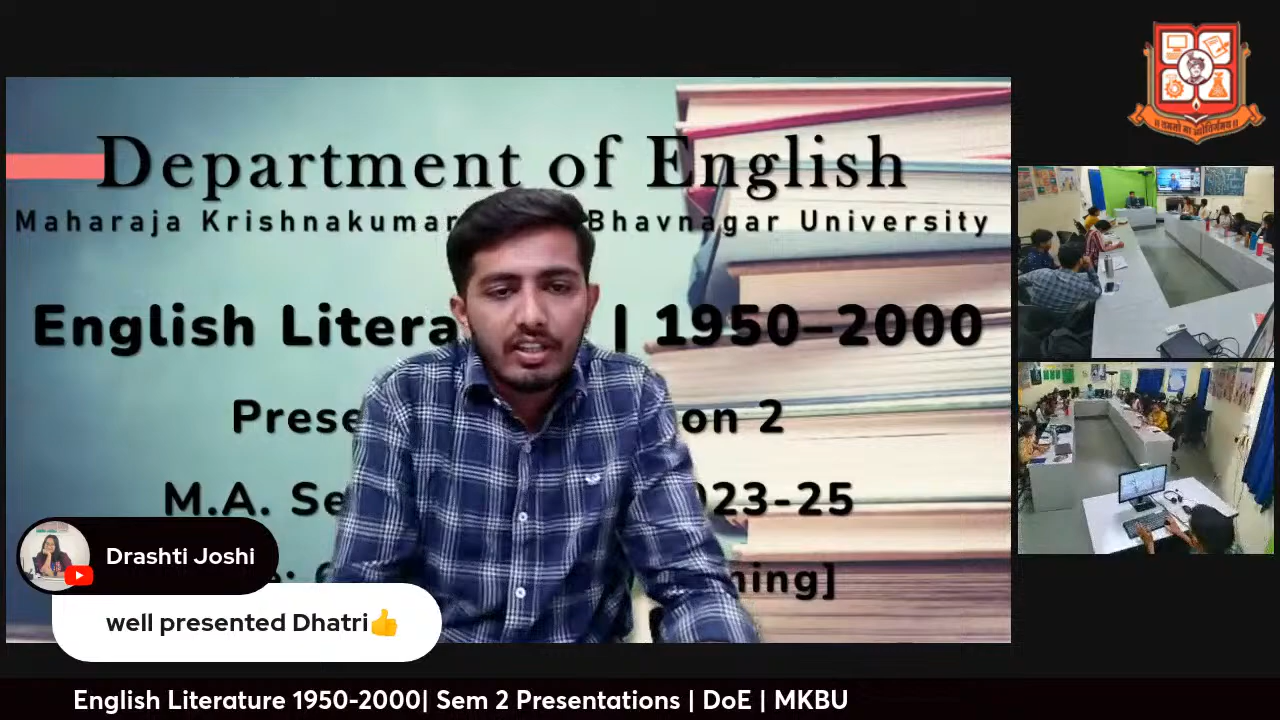 Department of English
Maharaja Krishnakumar Bhavnagar University
English Litera | 1950–2000
Prese on 2
M.A. Se 023-25
ning]
Drashti Joshi
well presented Dhatri👍
English Literature 1950-2000| Sem 2 Presentations | DoE | MKBU